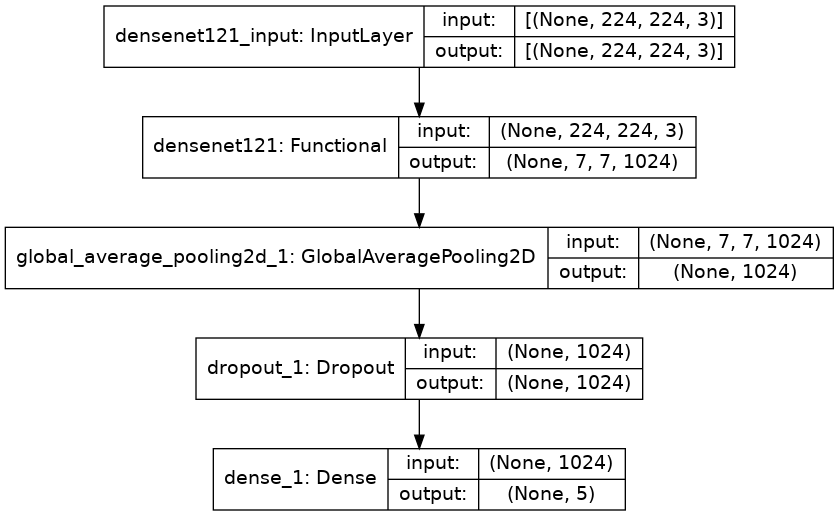 densenet121_input: InputLayer
input: [(None, 224, 224, 3)]
output: [(None, 224, 224, 3)]
densenet121: Functional
input: (None, 224, 224, 3)
output: (None, 7, 7, 1024)
global_average_pooling2d_1: GlobalAveragePooling2D
input: (None, 7, 7, 1024)
output: (None, 1024)
dropout_1: Dropout
input: (None, 1024)
output: (None, 1024)
dense_1: Dense
input: (None, 1024)
output: (None, 5)